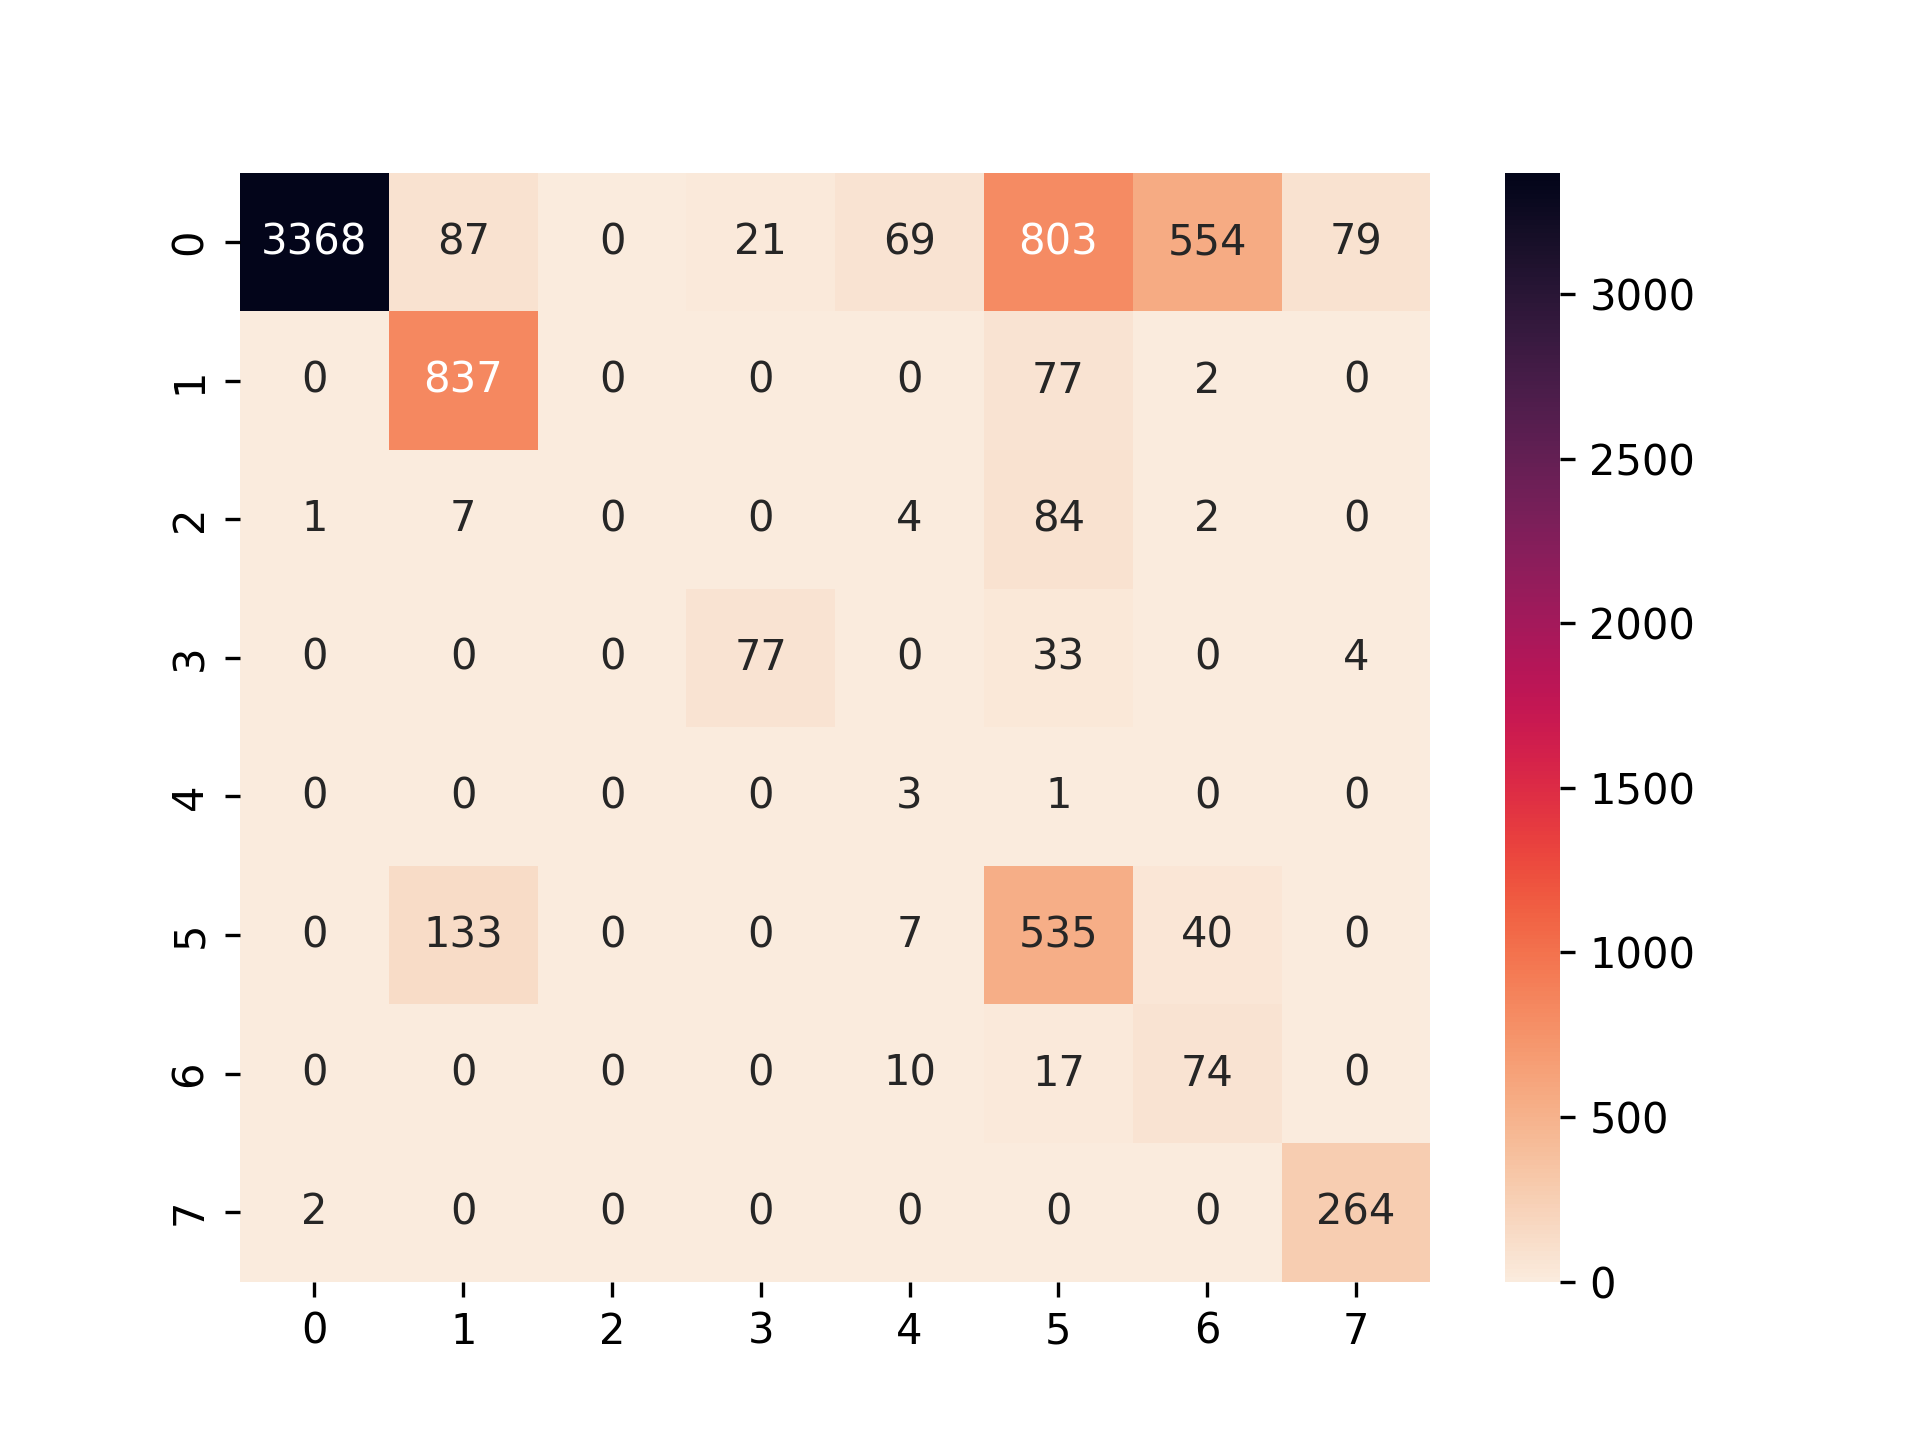 0 3368 87 0 21 69 803 554 79
1 0 837 0 0 0 77 2 0
2 1 7 0 0 4 84 2 0
3 0 0 0 77 0 33 0 4
4 0 0 0 0 3 1 0 0
5 0 133 0 0 7 535 40 0
6 0 0 0 0 10 17 74 0
7 2 0 0 0 0 0 0 264
0 1 2 3 4 5 6 7
3000
2500
2000
1500
1000
500
0